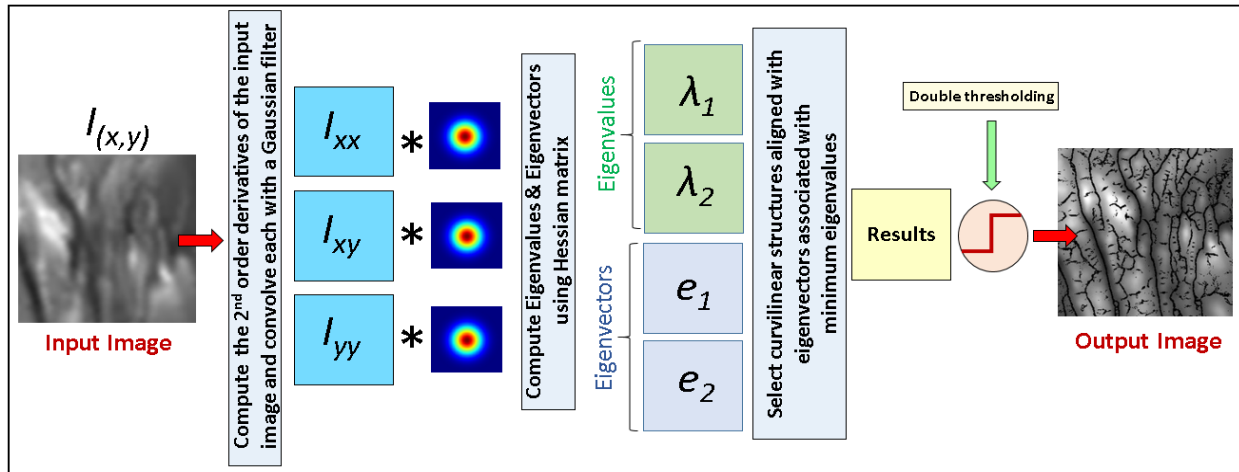 I(x,y)
Input Image
Compute the 2nd order derivatives of the input
image and convolve each with a Gaussian filter
Ixx
*
Ixy
*
Iyy
*
Compute Eigenvalues & Eigenvectors
using Hessian matrix
Eigenvalues
λ1
λ2
Eigenvectors
e1
e2
Select curvilinear structures aligned with
eigenvectors associated with
minimum eigenvalues
Results
Double thresholding
Output Image